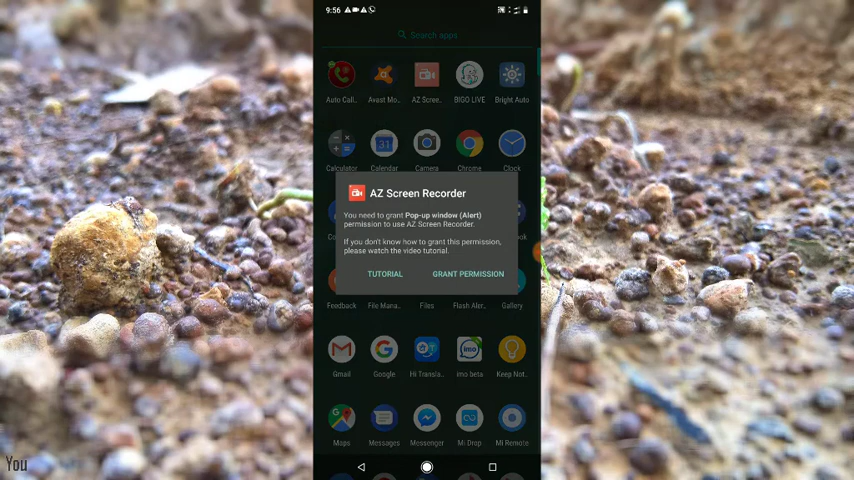 9:56
Search apps
Auto Call.. Avast Mo.. AZ Scree.. BIGO LIVE Bright Auto
Calculator Calendar Camera Chrome Clock
AZ Screen Recorder
You need to grant Pop-up window (Alert)
permission to use AZ Screen Recorder.
If you don't know how to grant this permission,
please watch the video tutorial.
TUTORIAL GRANT PERMISSION
Feedback File Mana.. Files Flash Aler.. Gallery
Gmail Google Hi Transla.. imo beta Keep Not..
Maps Messages Messenger Mi Drop Mi Remote
You